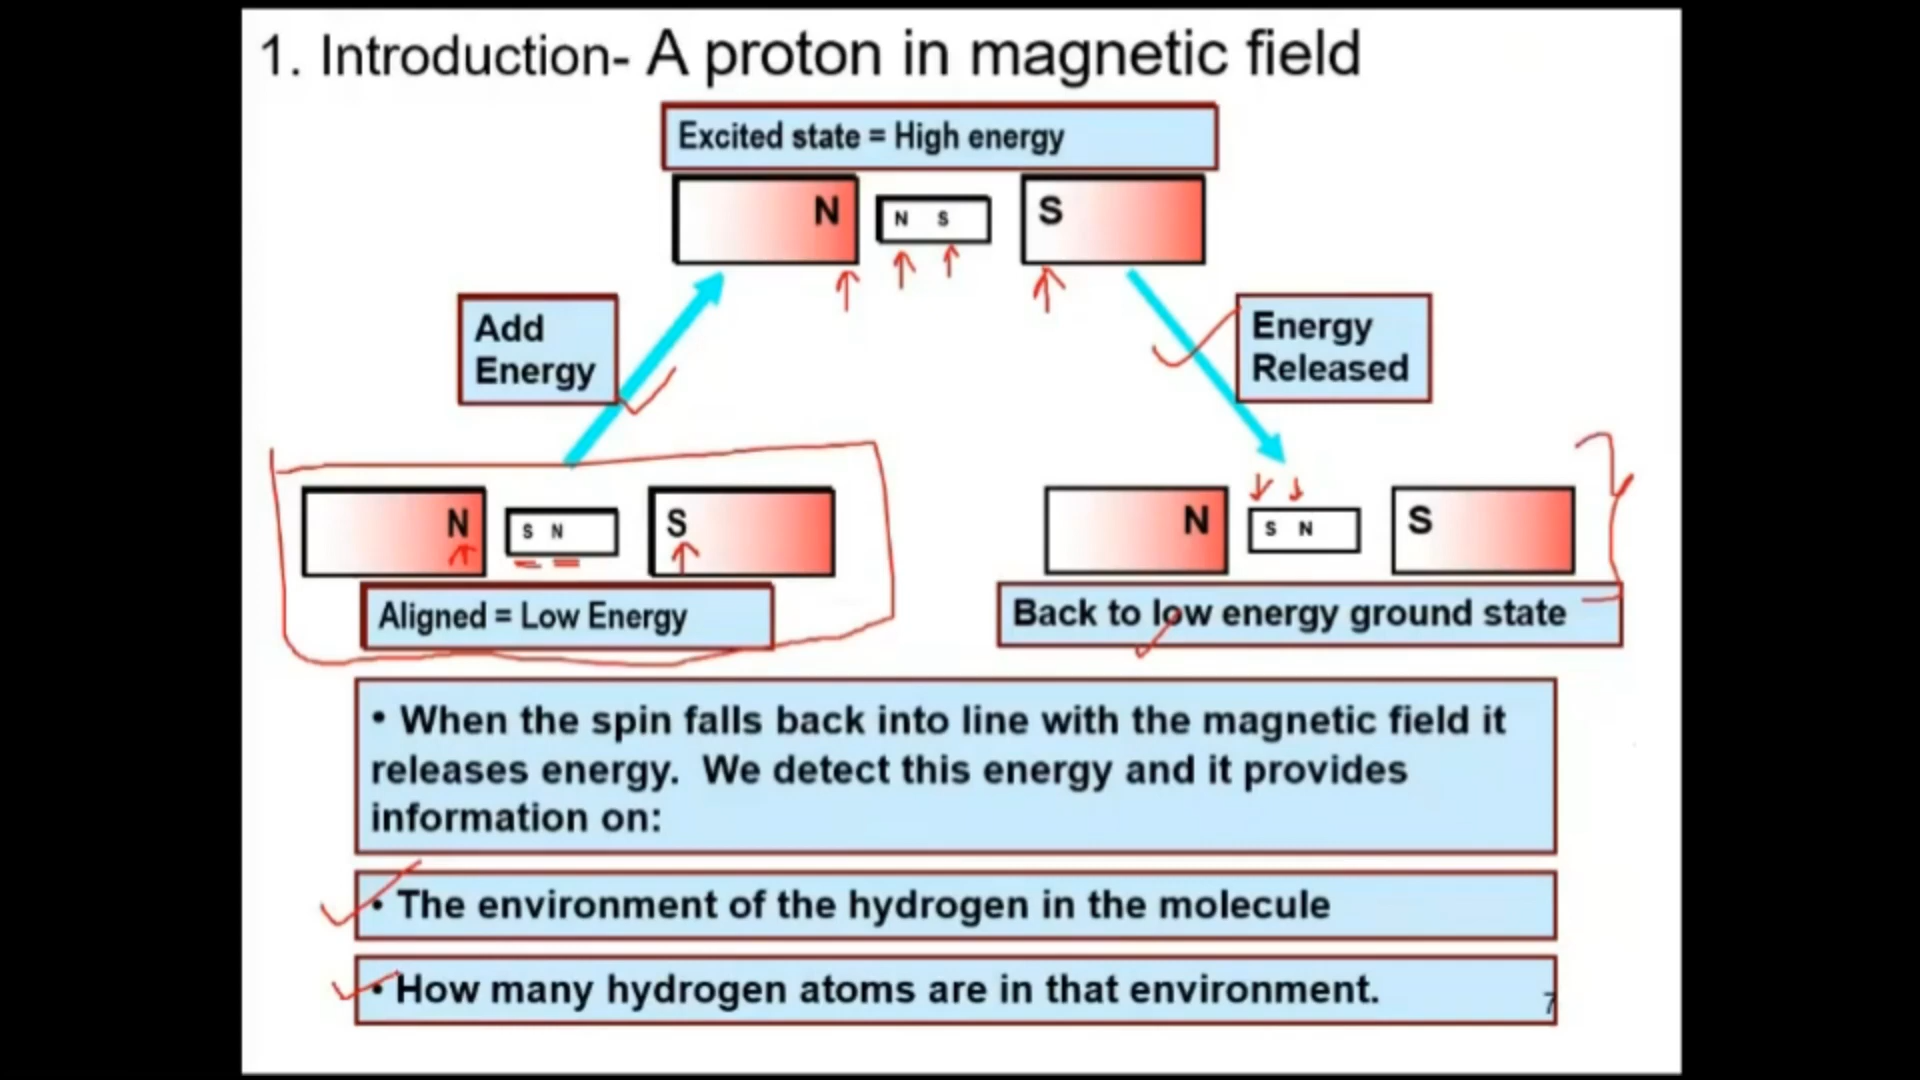 1. Introduction- A proton in magnetic field
Excited state = High energy
N
N S
S
Add
Energy
Energy
Released
N
S N
S
N
S N
S
Aligned = Low Energy
Back to low energy ground state
• When the spin falls back into line with the magnetic field it
releases energy. We detect this energy and it provides
information on:
• The environment of the hydrogen in the molecule
• How many hydrogen atoms are in that environment.
7